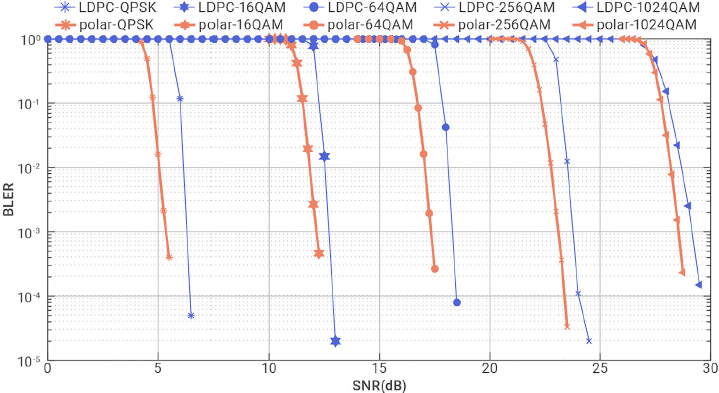 LDPC-QPSK LDPC-16QAM LDPC-64QAM LDPC-256QAM LDPC-1024QAM
polar-QPSK polar-16QAM polar-64QAM polar-256QAM polar-1024QAM
10^0
10^-1
10^-2
10^-3
10^-4
10^-5
BLER
0 5 10 15 20 25 30
SNR(dB)